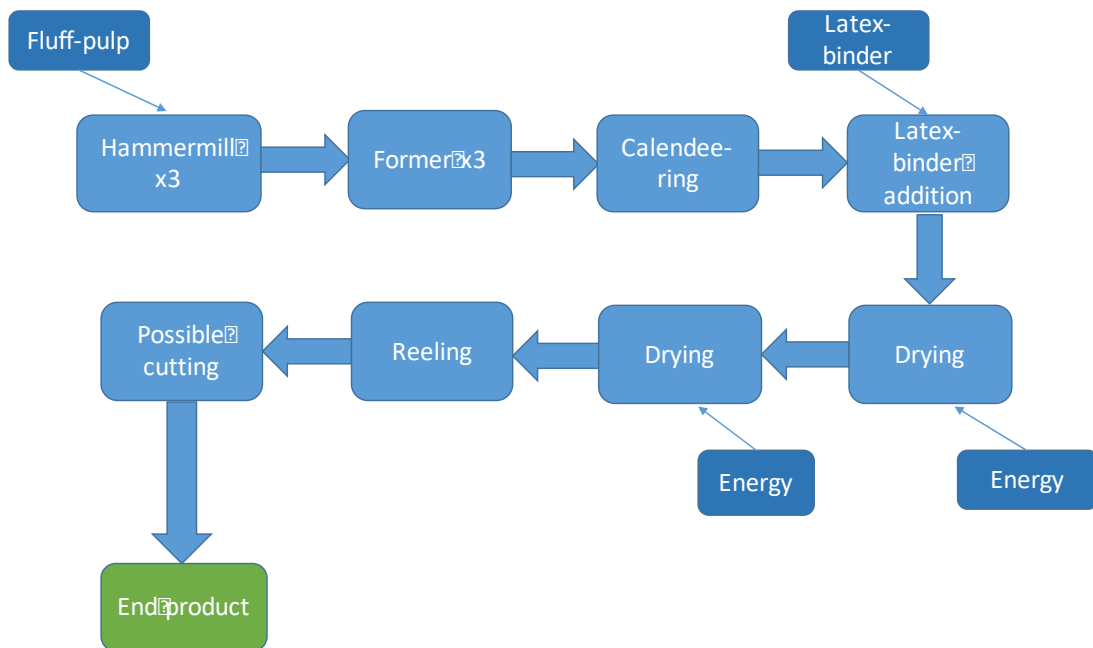 Fluff-pulp
Latex-
binder
Hammermill
x3
Former x3
Calendee-
ring
Latex-
binder
addition
Possible
cutting
Reeling
Drying
Drying
Energy
Energy
End product